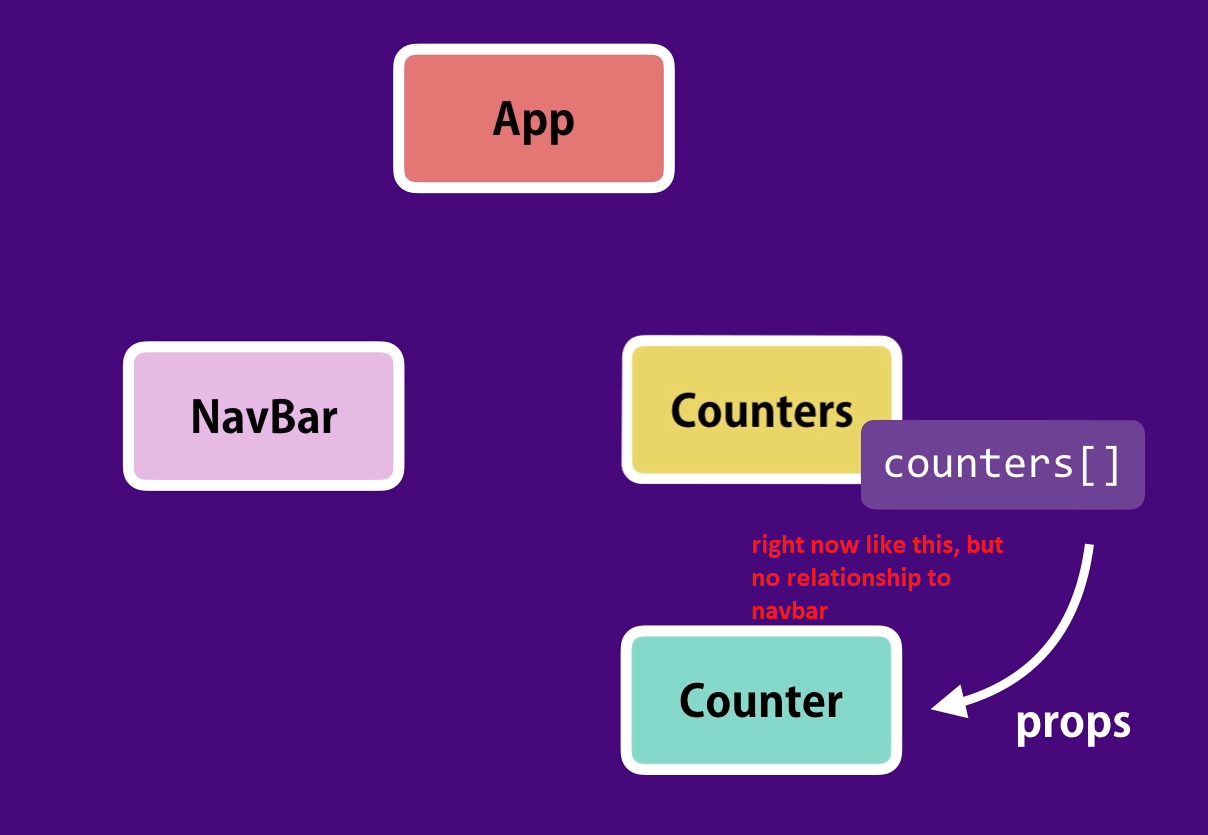 App
NavBar
Counters
counters[]
right now like this, but
no relationship to
navbar
Counter
props